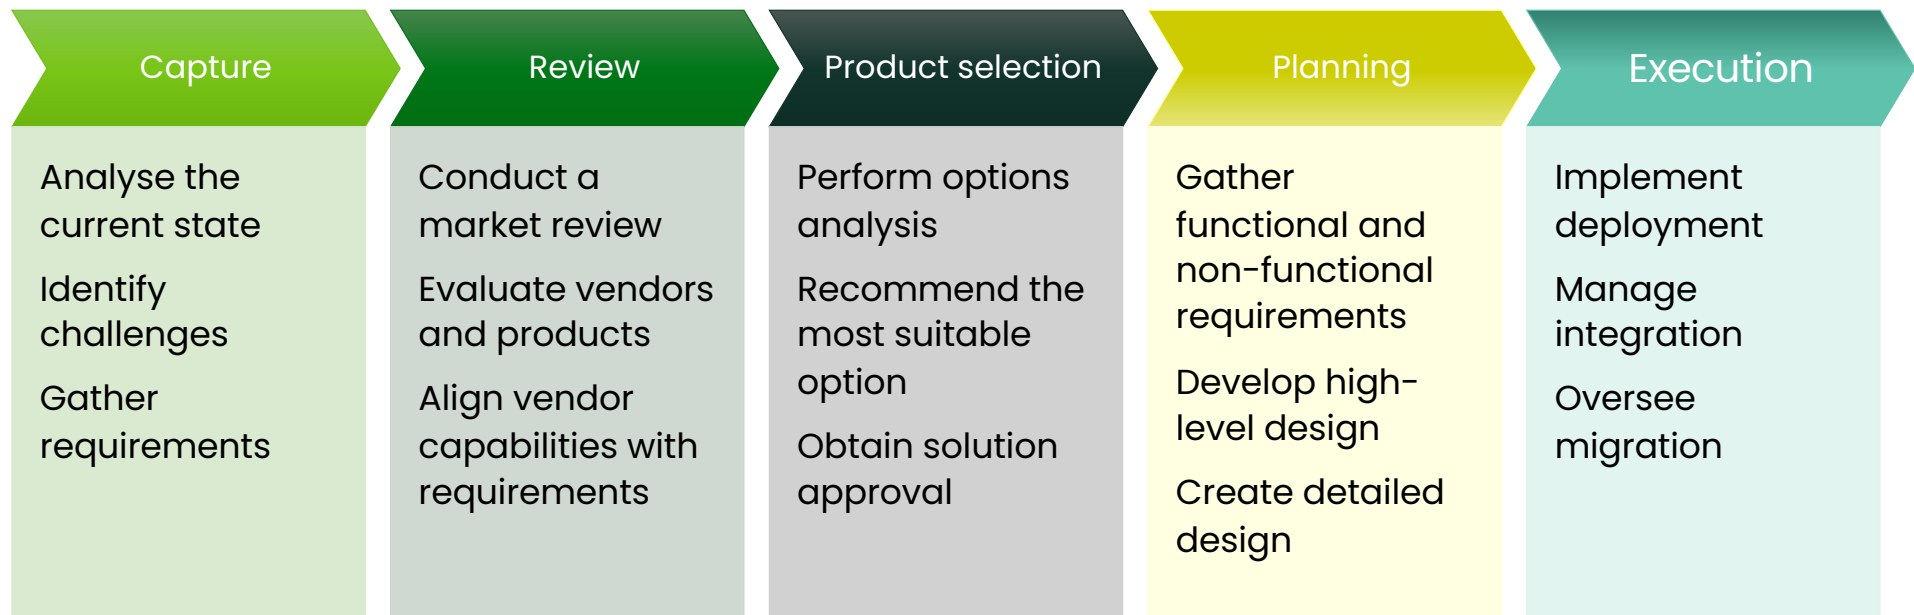 Capture
Analyse the
current state
Identify
challenges
Gather
requirements
Review
Conduct a
market review
Evaluate vendors
and products
Align vendor
capabilities with
requirements
Product selection
Perform options
analysis
Recommend the
most suitable
option
Obtain solution
approval
Planning
Gather
functional and
non-functional
requirements
Develop high-
level design
Create detailed
design
Execution
Implement
deployment
Manage
integration
Oversee
migration